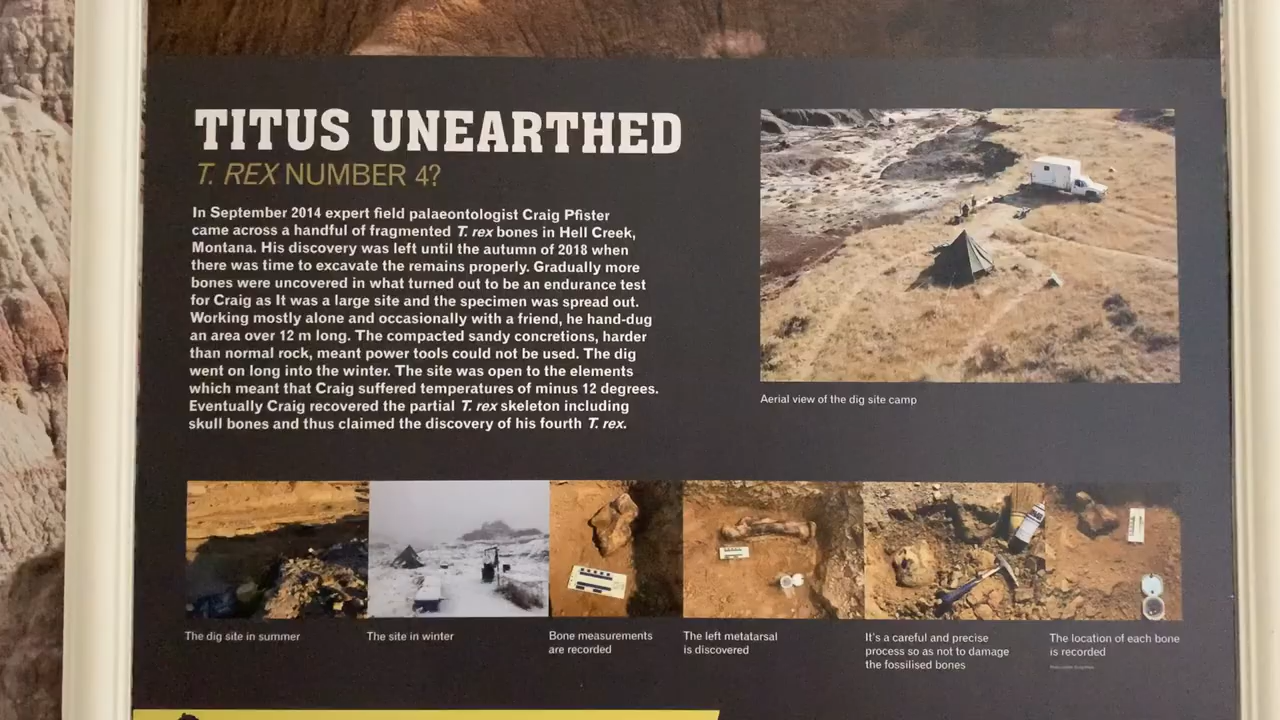 TITUS UNEARTHED
T. REX NUMBER 4?
In September 2014 expert field palaeontologist Craig Pfister
came across a handful of fragmented T. rex bones in Hell Creek,
Montana. His discovery was left until the autumn of 2018 when
there was time to excavate the remains properly. Gradually more
bones were uncovered in what turned out to be an endurance test
for Craig as It was a large site and the specimen was spread out.
Working mostly alone and occasionally with a friend, he hand-dug
an area over 12 m long. The compacted sandy concretions, harder
than normal rock, meant power tools could not be used. The dig
went on long into the winter. The site was open to the elements
which meant that Craig suffered temperatures of minus 12 degrees.
Eventually Craig recovered the partial T. rex skeleton including
skull bones and thus claimed the discovery of his fourth T. rex.
Aerial view of the dig site camp
The dig site in summer
The site in winter
Bone measurements
are recorded
The left metatarsal
is discovered
It's a careful and precise
process so as not to damage
the fossilised bones
The location of each bone
is recorded